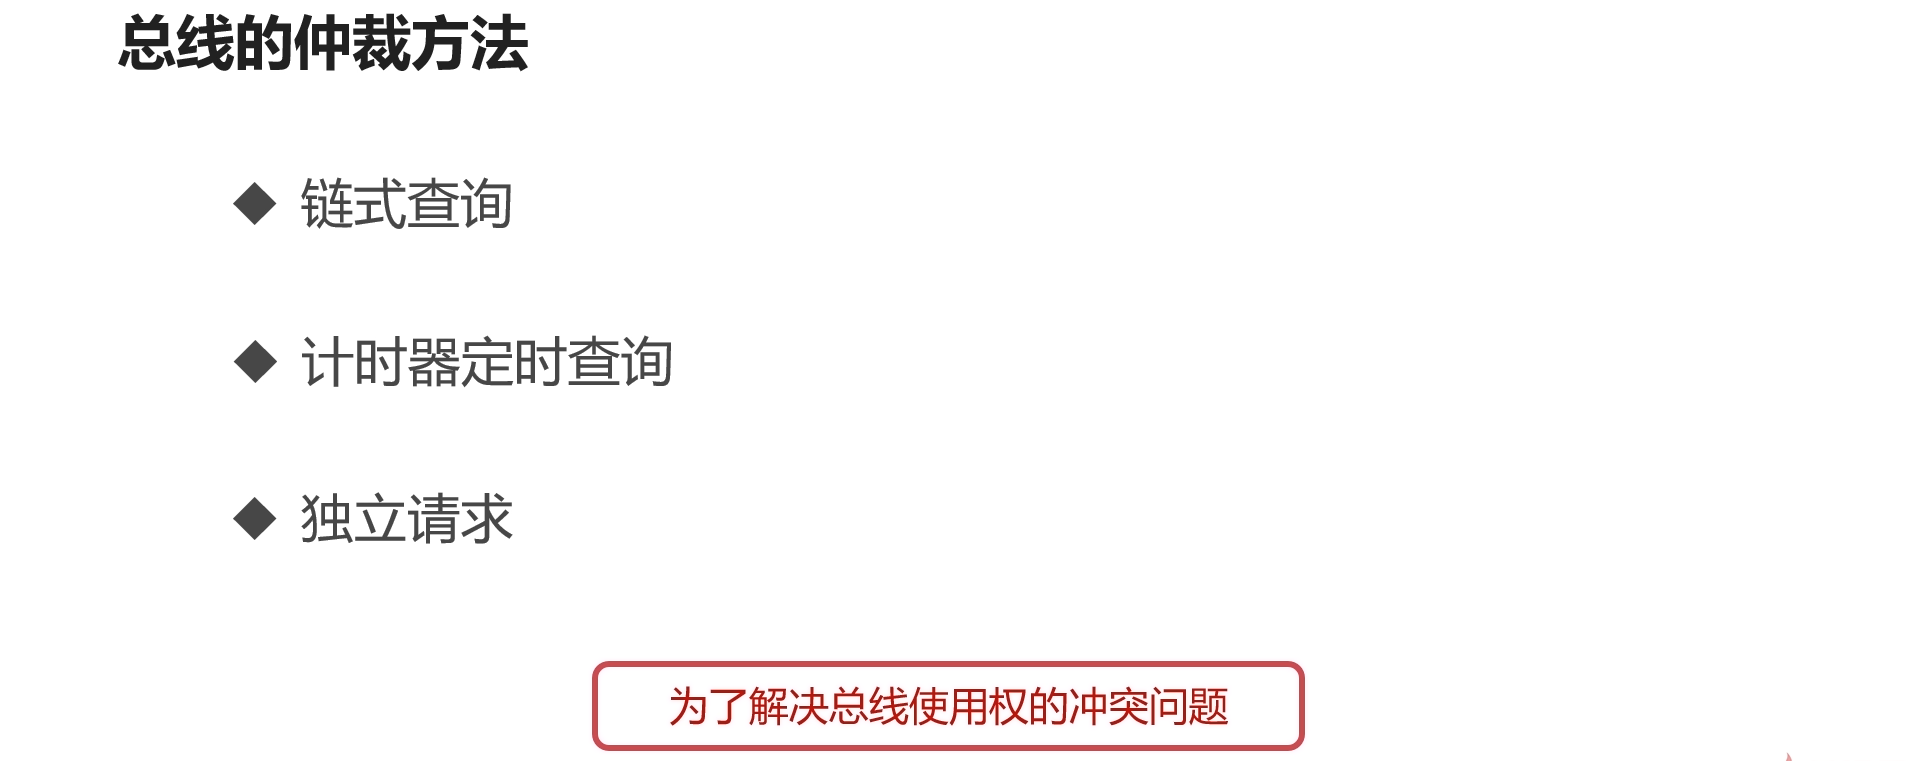 总线的仲裁方法
链式查询
计时器定时查询
独立请求
为了解决总线使用权的冲突问题